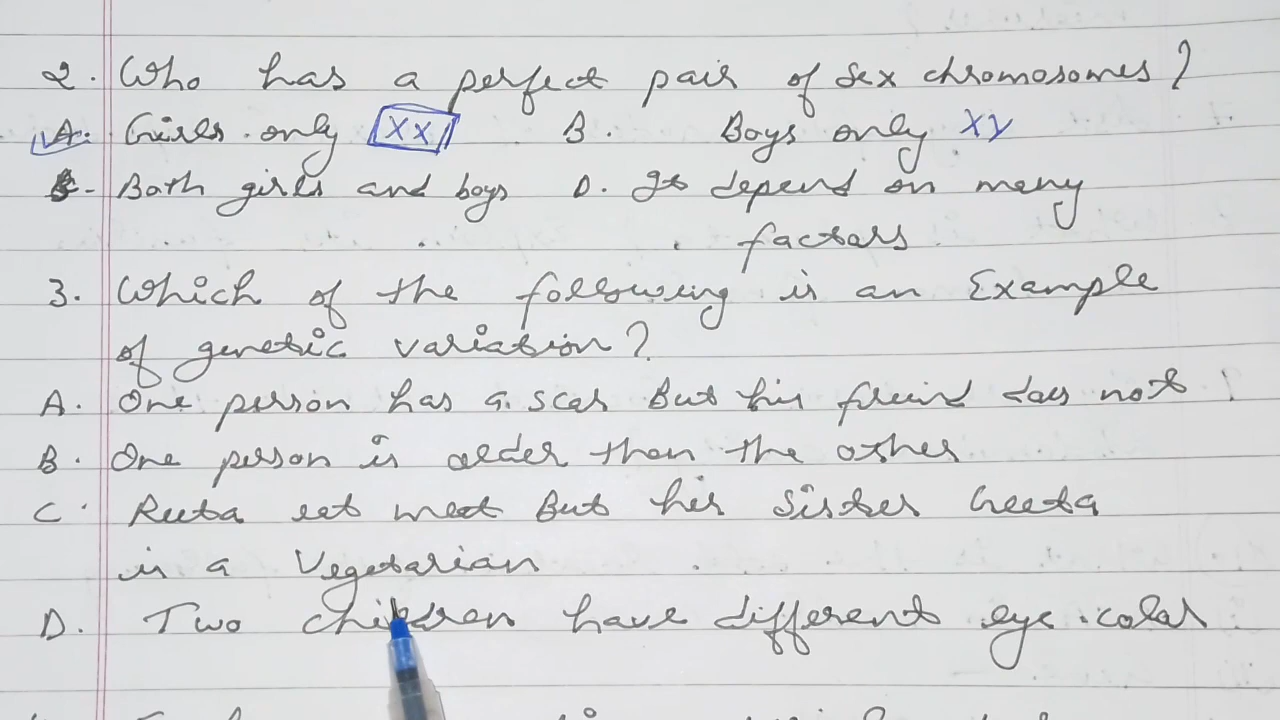 2. Who has a perfect pair of Sex chromosomes?
A. Girls only XX B. Boys only XY
Both girls and boys D. It depend on many
factors.
3. Which of the following is an Example
of genetic variation?
A. One person has a scar But his freind does not
B. One person is older than the other
C. Reeta eat meat But her Sister Geeta
is a Vegetarian
D. Two children have different eye color